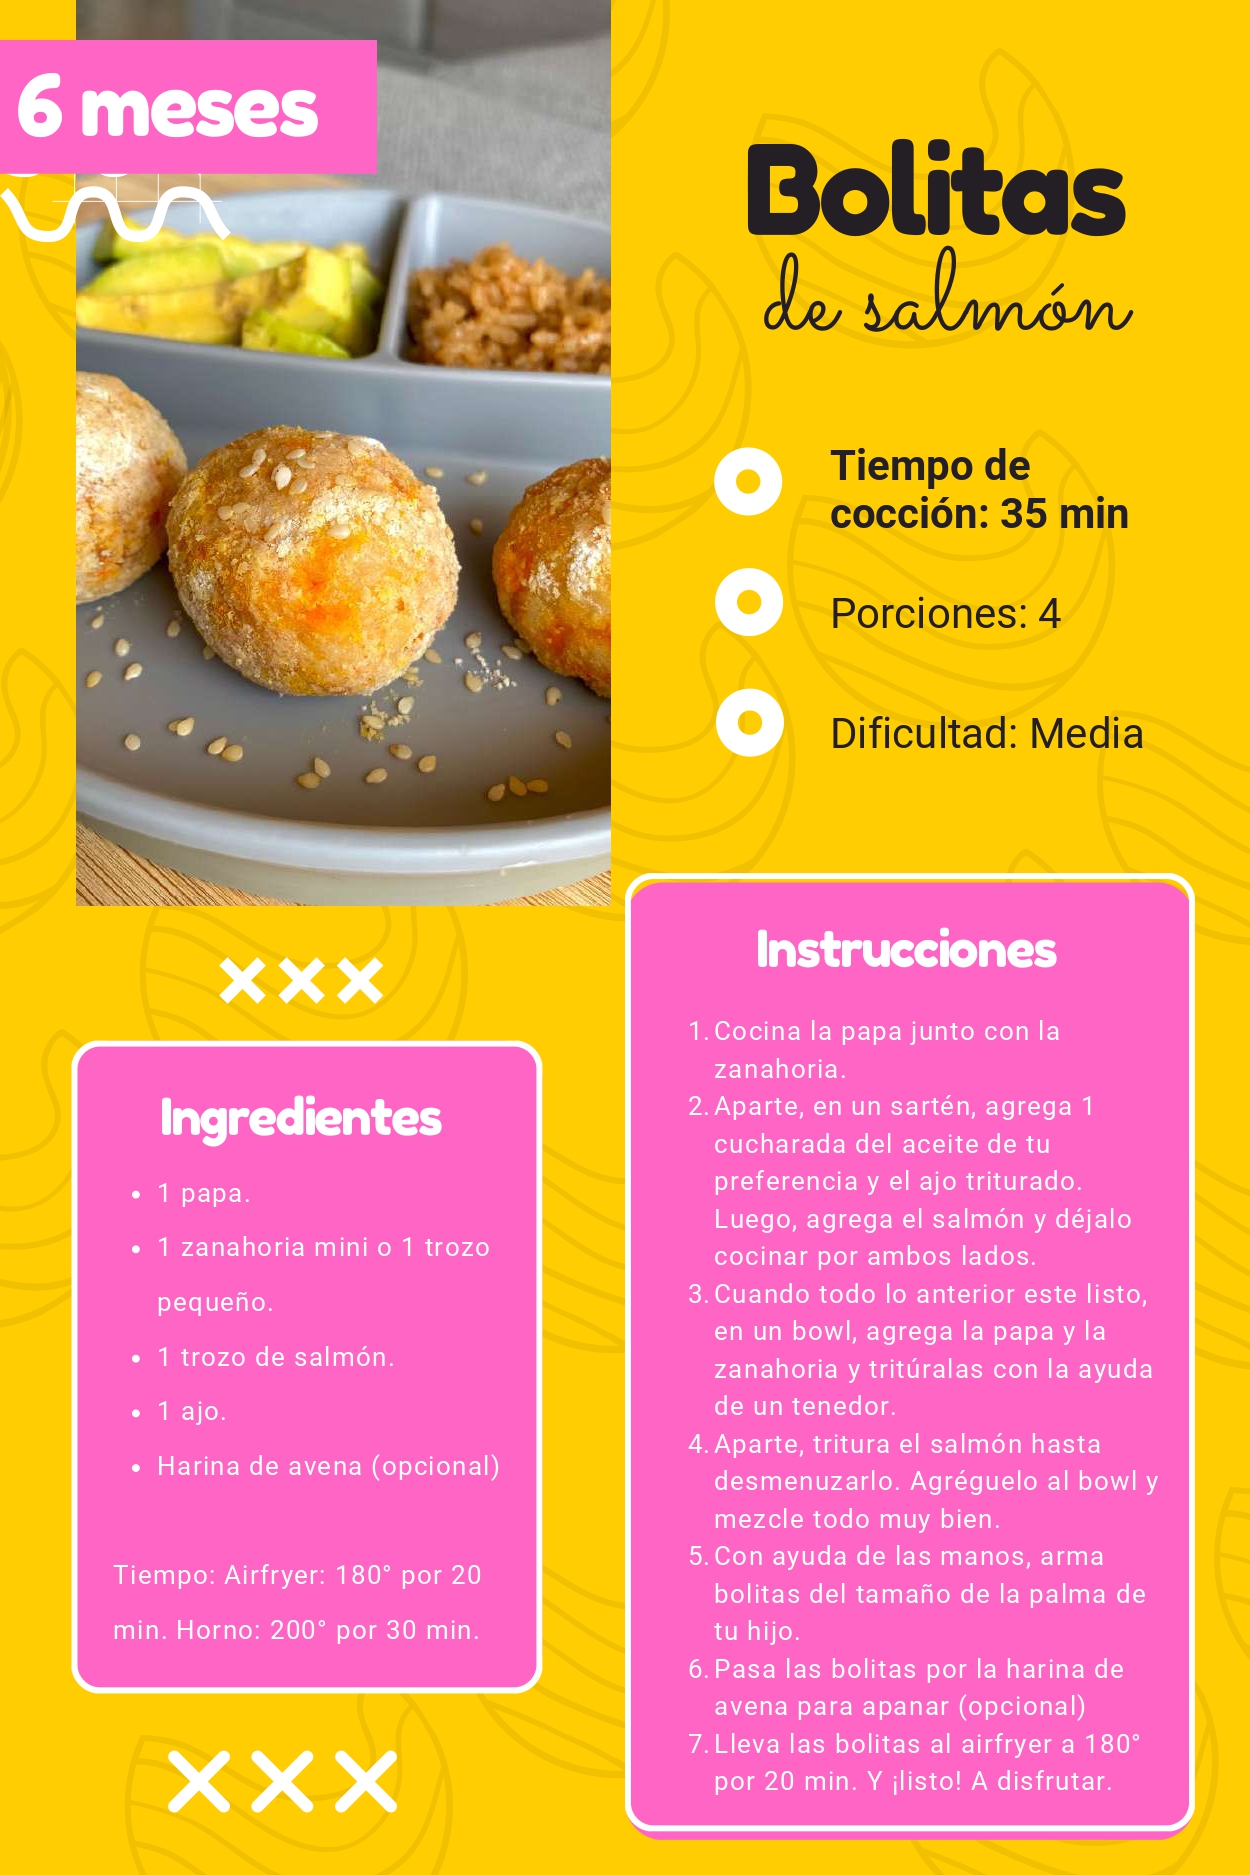 6 meses
Bolitas
de salmón
Tiempo de
cocción: 35 min
Porciones: 4
Dificultad: Media
Ingredientes
• 1 papa.
• 1 zanahoria mini o 1 trozo
pequeño.
• 1 trozo de salmón.
• 1 ajo.
• Harina de avena (opcional)
Tiempo: Airfryer: 180° por 20
min. Horno: 200° por 30 min.
Instrucciones
1. Cocina la papa junto con la
zanahoria.
2. Aparte, en un sartén, agrega 1
cucharada del aceite de tu
preferencia y el ajo triturado.
Luego, agrega el salmón y déjalo
cocinar por ambos lados.
3. Cuando todo lo anterior este listo,
en un bowl, agrega la papa y la
zanahoria y tritúralas con la ayuda
de un tenedor.
4. Aparte, tritura el salmón hasta
desmenuzarlo. Agréguelo al bowl y
mezcle todo muy bien.
5. Con ayuda de las manos, arma
bolitas del tamaño de la palma de
tu hijo.
6. Pasa las bolitas por la harina de
avena para apanar (opcional)
7. Lleva las bolitas al airfryer a 180°
por 20 min. Y ¡listo! A disfrutar.